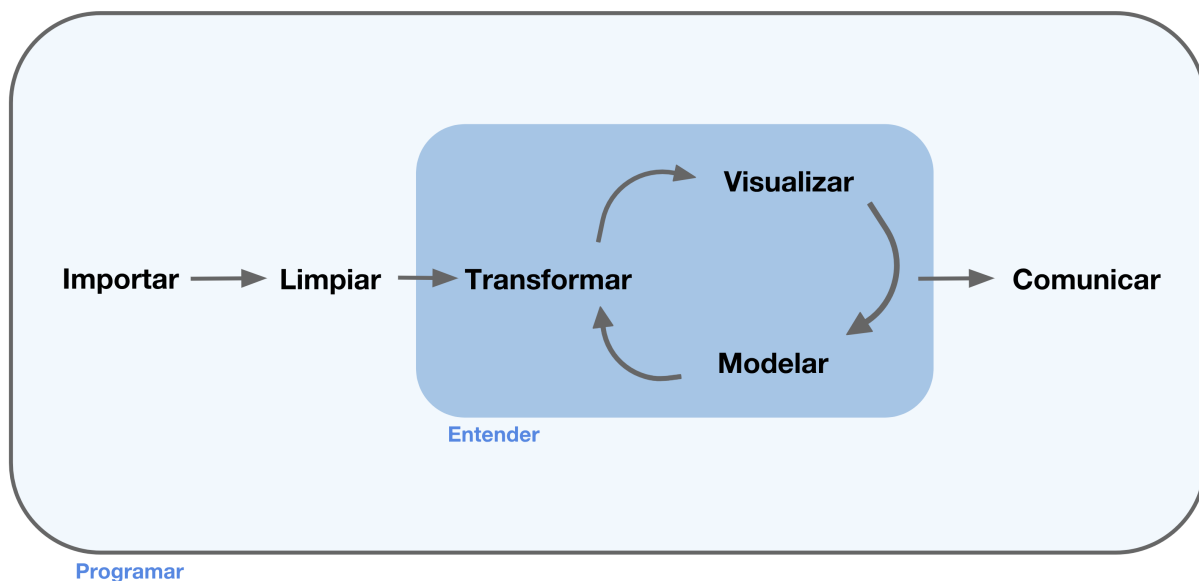 Visualizar
Importar
Limpiar
Transformar
Comunicar
Modelar
Entender
Programar